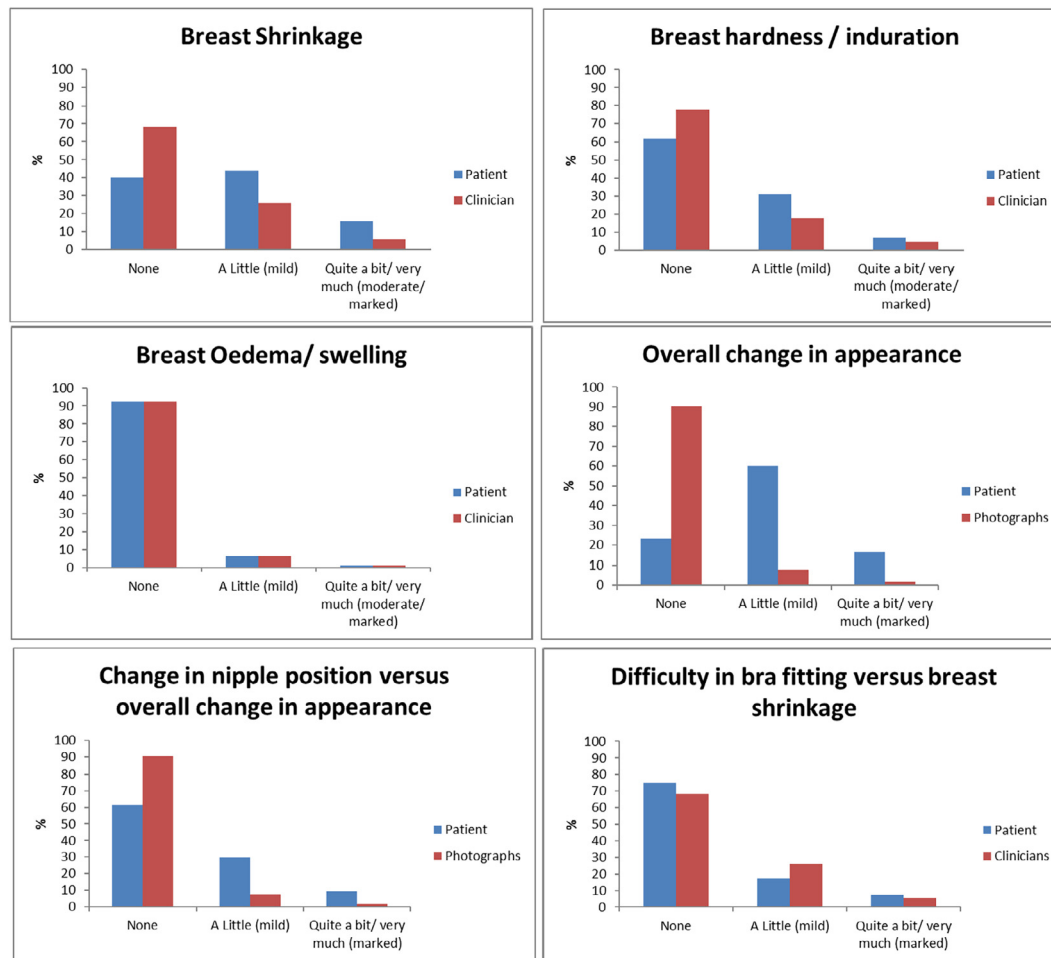 Breast Shrinkage
100
90
80
70
60
50
40
30
20
10
0
%
None
A Little (mild)
Quite a bit/ very
much (moderate/
marked)
Patient
Clinician
Breast hardness / induration
100
90
80
70
60
50
40
30
20
10
0
%
None
A Little (mild)
Quite a bit/ very
much (moderate/
marked)
Patient
Clinician
Breast Oedema/ swelling
100
90
80
70
60
50
40
30
20
10
0
%
None
A Little (mild)
Quite a bit/ very
much (moderate/
marked)
Patient
Clinician
Overall change in appearance
100
90
80
70
60
50
40
30
20
10
0
%
None
A Little (mild)
Quite a bit/ very
much (marked)
Patient
Photographs
Change in nipple position versus
overall change in appearance
100
90
80
70
60
50
40
30
20
10
0
%
None
A Little (mild)
Quite a bit/ very
much (marked)
Patient
Photographs
Difficulty in bra fitting versus breast
shrinkage
100
90
80
70
60
50
40
30
20
10
0
%
None
A Little (mild)
Quite a bit/ very
much (marked)
Patient
Clinicians